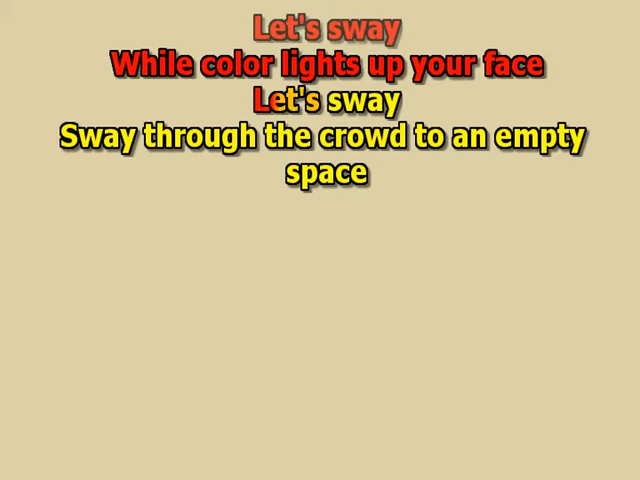 Let's sway
While color lights up your face
Let's sway
Sway through the crowd to an empty
space